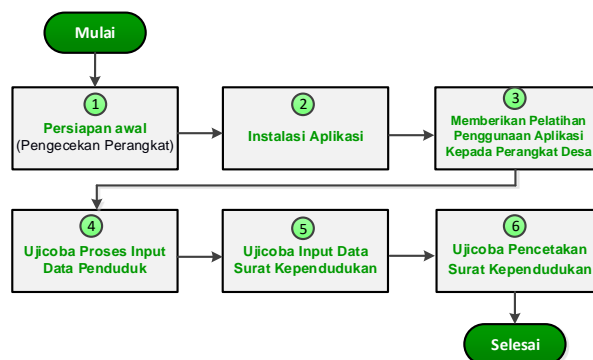 Mulai
1
Persiapan awal
(Pengecekan Perangkat)
2
Instalasi Aplikasi
3
Memberikan Pelatihan
Penggunaan Aplikasi
Kepada Perangkat Desa
4
Ujicoba Proses Input
Data Penduduk
5
Ujicoba Input Data
Surat Kependudukan
6
Ujicoba Pencetakan
Surat Kependudukan
Selesai